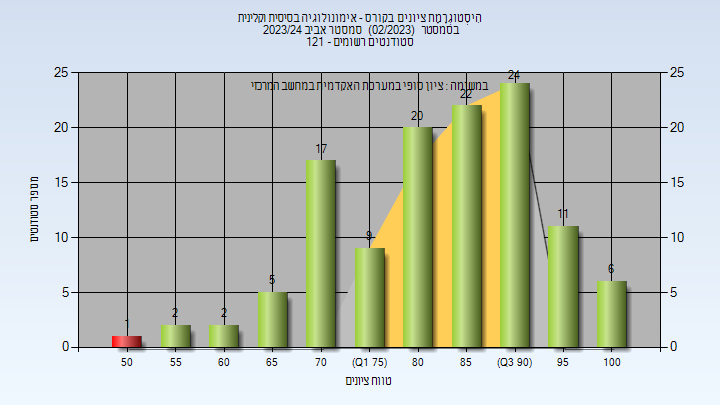 היסטוגרמת ציונים בקורס - אימונולוגיה בסיסית וקלינית
בסמסטר (02/2023) סמסטר אביב 2023/24
סטודנטים רשומים - 121
במשימה : ציון סופי במערכת האקדמית במחשב המרכזי
25 25
20 20
15 15
10 10
5 5
0 0
מספר סטודנטים
1 2 2 5 17 9 20 22 24 11 6
50 55 60 65 70 (Q1 75) 80 85 (Q3 90) 95 100
טווח ציונים